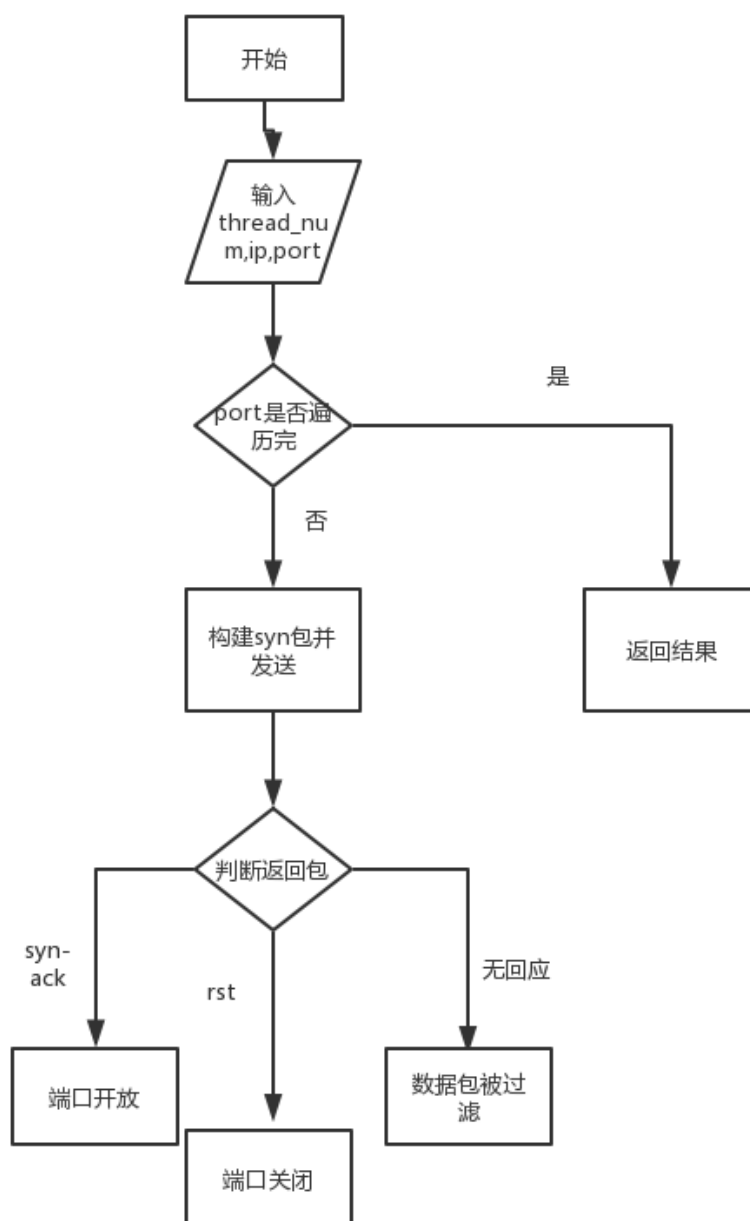 开始
输入
thread_nu
m,ip,port
port是否遍
历完
是
否
构建syn包并
发送
返回结果
判断返回包
syn-
ack
rst
无回应
端口开放
数据包被过
滤
端口关闭